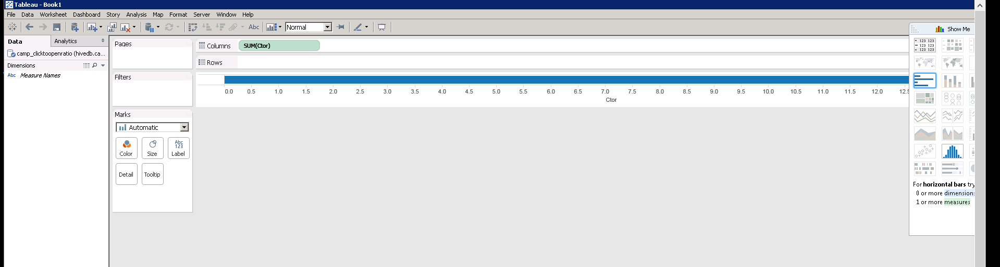 Tableau - Book1
File Data Worksheet Dashboard Story Analysis Map Format Server Window Help
Abc Normal
Show Me
Data Analytics
camp_clicktoopenratio (hivedb.ca...
Dimensions
Abc Measure Names
Pages
Filters
Marks
Automatic
Color Size Abc 123 Label
Detail Tooltip
Columns SUM(Ctor)
Rows
0.0 0.5 1.0 1.5 2.0 2.5 3.0 3.5 4.0 4.5 5.0 5.5 6.0 6.5 7.0 7.5 8.0 8.5 9.0 9.5 10.0 10.5 11.0 11.5 12.0 12.5
Ctor
123 123
123 123
123 123
For horizontal bars try
0 or more dimension
1 or more measures